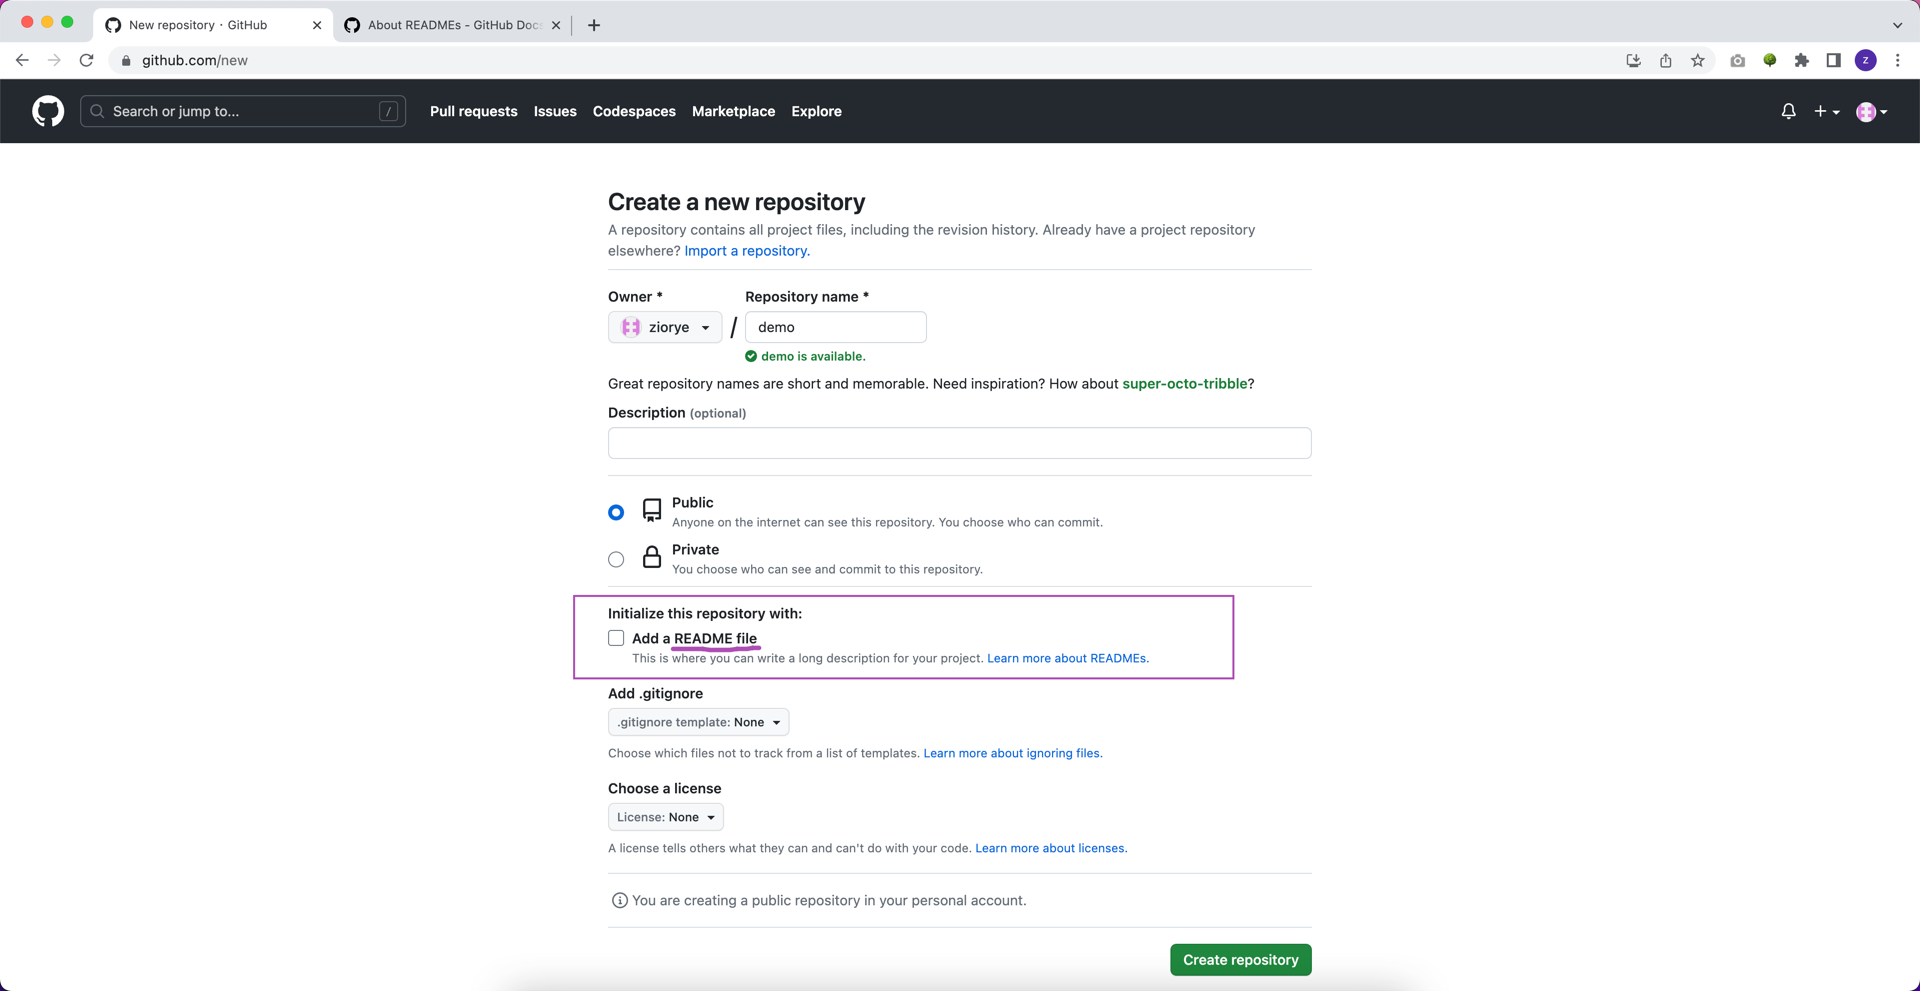 New repository · GitHub
About READMEs - GitHub Docs
github.com/new
z
Search or jump to... /
Pull requests Issues Codespaces Marketplace Explore
Create a new repository
A repository contains all project files, including the revision history. Already have a project repository
elsewhere? Import a repository.
Owner * Repository name *
ziorye / demo
demo is available.
Great repository names are short and memorable. Need inspiration? How about super-octo-tribble?
Description (optional)
Public
Anyone on the internet can see this repository. You choose who can commit.
Private
You choose who can see and commit to this repository.
Initialize this repository with:
Add a README file
This is where you can write a long description for your project. Learn more about READMEs.
Add .gitignore
.gitignore template: None
Choose which files not to track from a list of templates. Learn more about ignoring files.
Choose a license
License: None
A license tells others what they can and can't do with your code. Learn more about licenses.
You are creating a public repository in your personal account.
Create repository